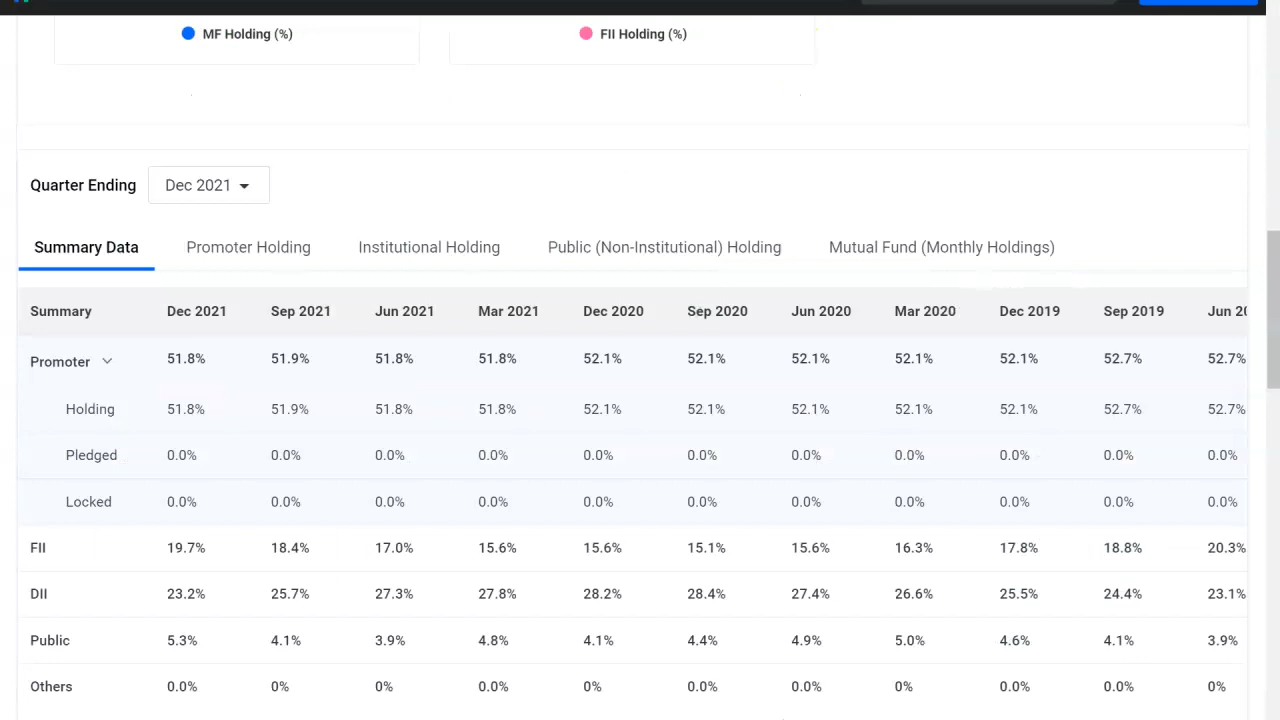 MF Holding (%) FII Holding (%)
Quarter Ending Dec 2021
Summary Data Promoter Holding Institutional Holding Public (Non-Institutional) Holding Mutual Fund (Monthly Holdings)
Summary Dec 2021 Sep 2021 Jun 2021 Mar 2021 Dec 2020 Sep 2020 Jun 2020 Mar 2020 Dec 2019 Sep 2019 Jun
Promoter 51.8% 51.9% 51.8% 51.8% 52.1% 52.1% 52.1% 52.1% 52.1% 52.7% 52.7%
Holding 51.8% 51.9% 51.8% 51.8% 52.1% 52.1% 52.1% 52.1% 52.1% 52.7% 52.7%
Pledged 0.0% 0.0% 0.0% 0.0% 0.0% 0.0% 0.0% 0.0% 0.0% 0.0% 0.0%
Locked 0.0% 0.0% 0.0% 0.0% 0.0% 0.0% 0.0% 0.0% 0.0% 0.0% 0.0%
FII 19.7% 18.4% 17.0% 15.6% 15.6% 15.1% 15.6% 16.3% 17.8% 18.8% 20.3%
DII 23.2% 25.7% 27.3% 27.8% 28.2% 28.4% 27.4% 26.6% 25.5% 24.4% 23.1%
Public 5.3% 4.1% 3.9% 4.8% 4.1% 4.4% 4.9% 5.0% 4.6% 4.1% 3.9%
Others 0.0% 0% 0% 0.0% 0% 0.0% 0.0% 0% 0.0% 0.0% 0%